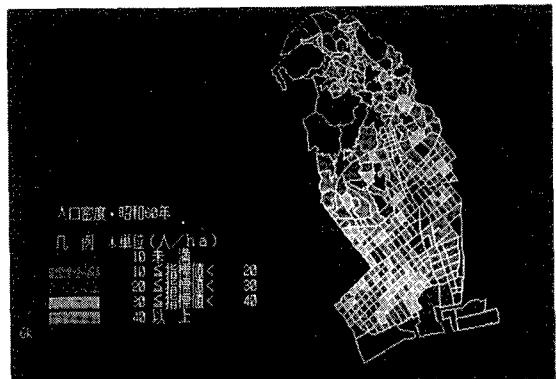 人口密度・昭和60年
凡 例 *単位(人/ha)
10 未 満
10 ≦指標値< 20
20 ≦指標値< 30
30 ≦指標値< 40
40 以 上